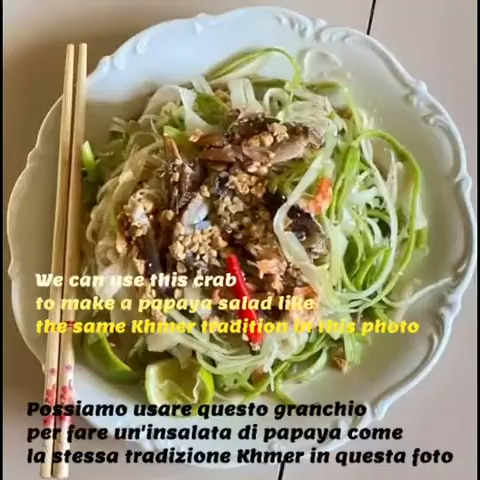 We can use this crab
to make a papaya salad like
the same Khmer tradition in this photo
Possiamo usare questo granchio
per fare un'insalata di papaya come
la stessa tradizione Khmer in questa foto